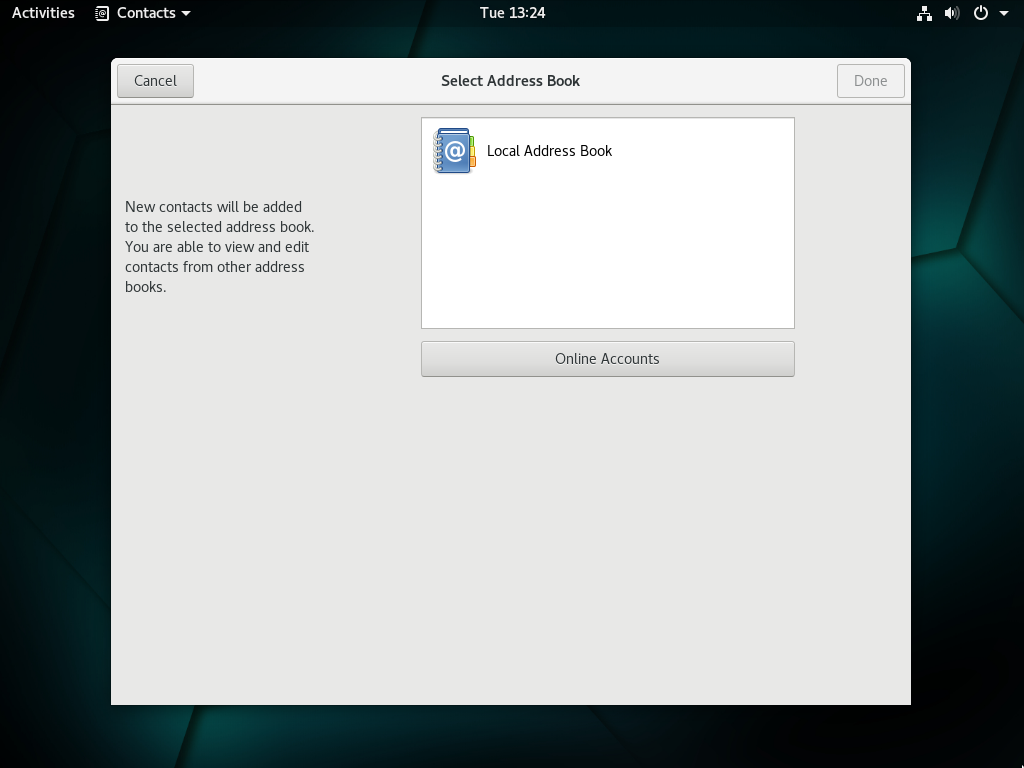 Activities Contacts Tue 13:24
Cancel Select Address Book Done
@ Local Address Book
New contacts will be added
to the selected address book.
You are able to view and edit
contacts from other address
books.
Online Accounts